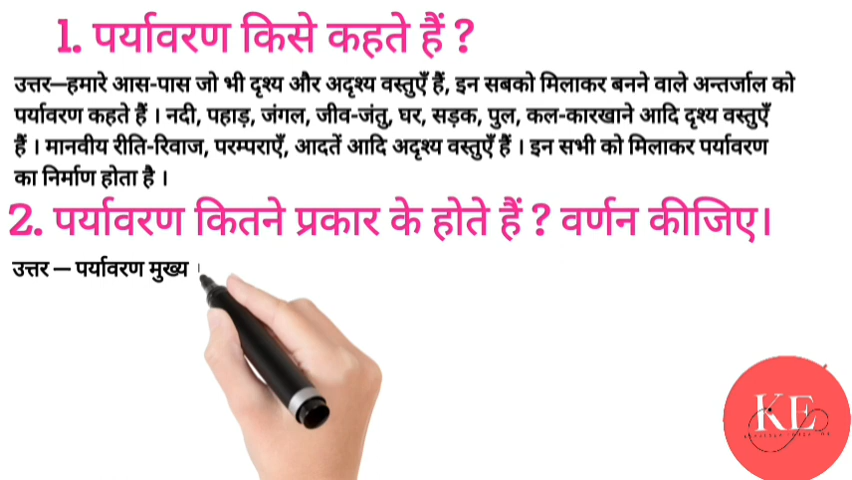 1. पर्यावरण किसे कहते हैं ?
उत्तर—हमारे आस-पास जो भी दृश्य और अदृश्य वस्तुएँ हैं, इन सबको मिलाकर बनने वाले अन्तर्जाल को
पर्यावरण कहते हैं । नदी, पहाड़, जंगल, जीव-जंतु, घर, सड़क, पुल, कल-कारखाने आदि दृश्य वस्तुएँ
हैं । मानवीय रीति-रिवाज, परम्पराएँ, आदतें आदि अदृश्य वस्तुएँ हैं । इन सभी को मिलाकर पर्यावरण
का निर्माण होता है ।
2. पर्यावरण कितने प्रकार के होते हैं ? वर्णन कीजिए।
उत्तर — पर्यावरण मुख्य
KE